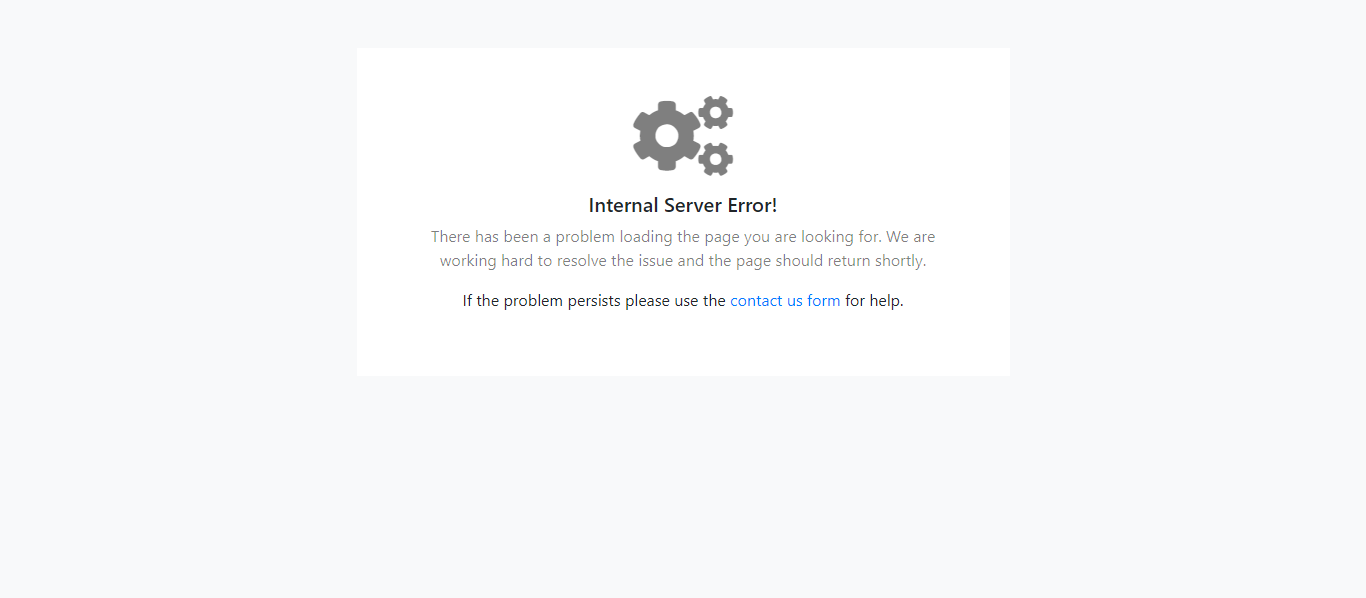 Internal Server Error!
There has been a problem loading the page you are looking for. We are
working hard to resolve the issue and the page should return shortly.
If the problem persists please use the contact us form for help.